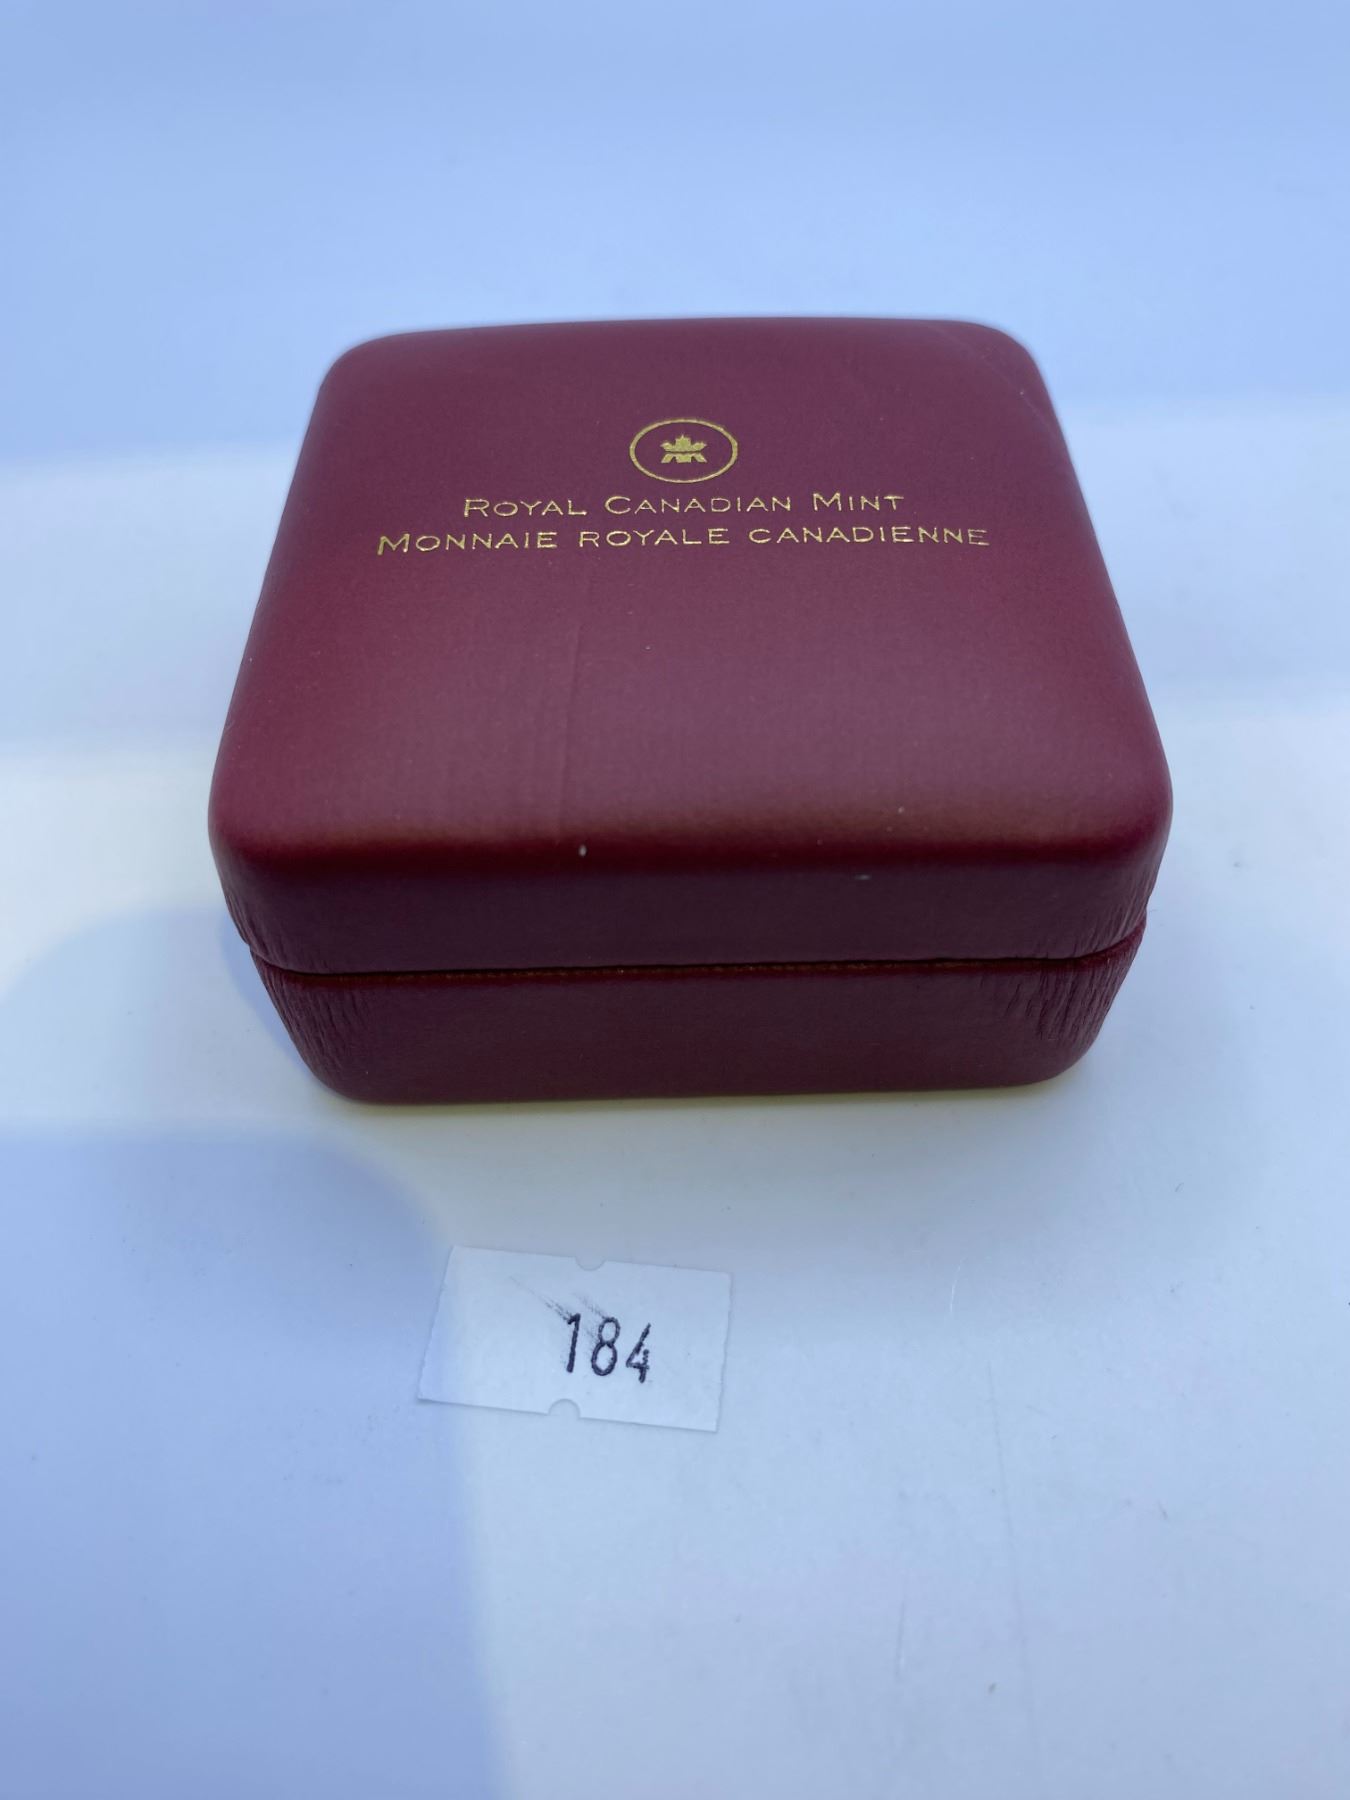 Royal Canadian Mint
Monnaie royale canadienne
184